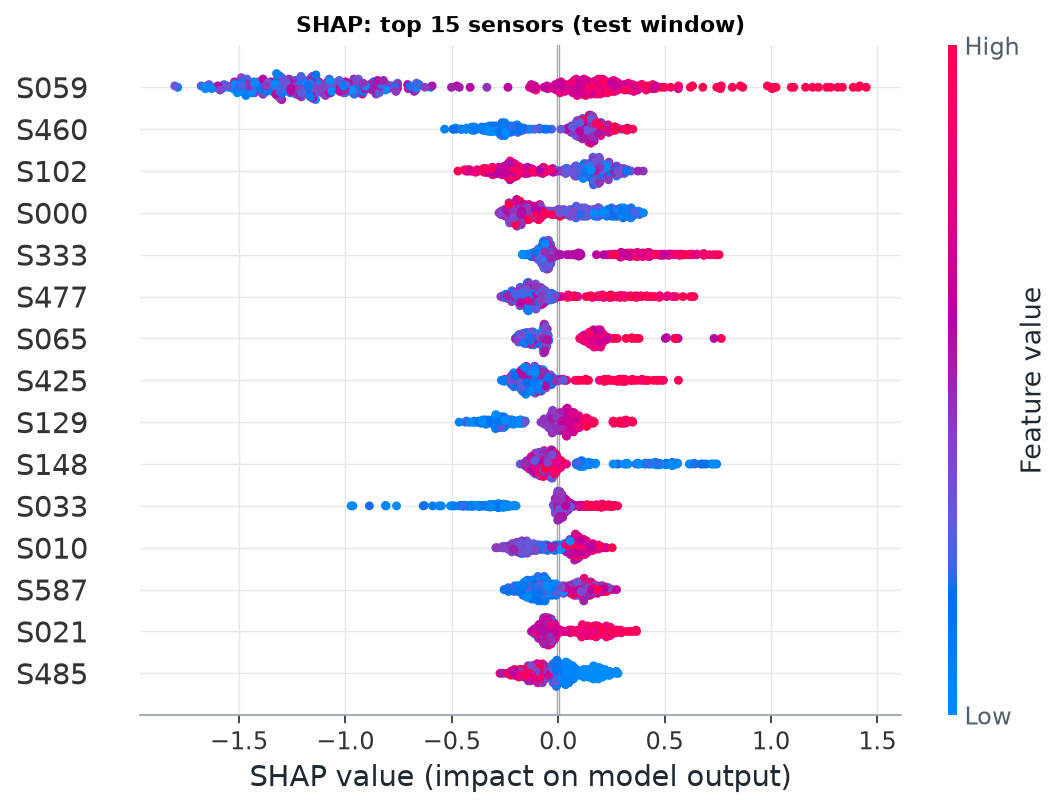 SHAP: top 15 sensors (test window)
High
S059
S460
S102
S000
S333
S477
S065
S425
S129
S148
S033
S010
S587
S021
S485
Feature value
Low
−1.5 −1.0 −0.5 0.0 0.5 1.0 1.5
SHAP value (impact on model output)